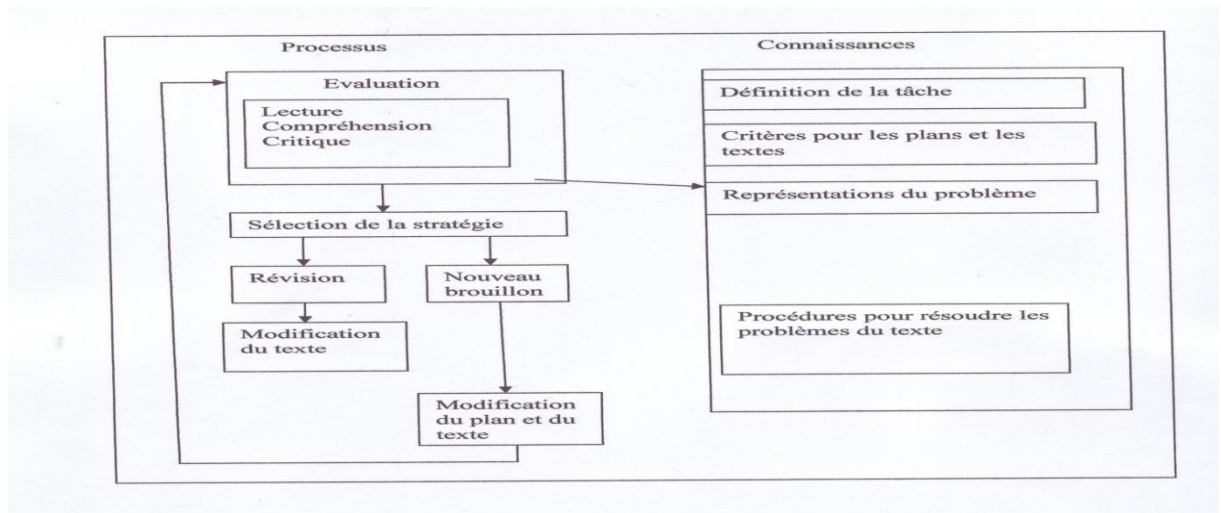 Processus
Evaluation
Lecture
Compréhension
Critique
Sélection de la stratégie
Révision
Nouveau
brouillon
Modification
du texte
Modification
du plan et du
texte
Connaissances
Définition de la tâche
Critères pour les plans et les
textes
Représentations du problème
Procédures pour résoudre les
problèmes du texte